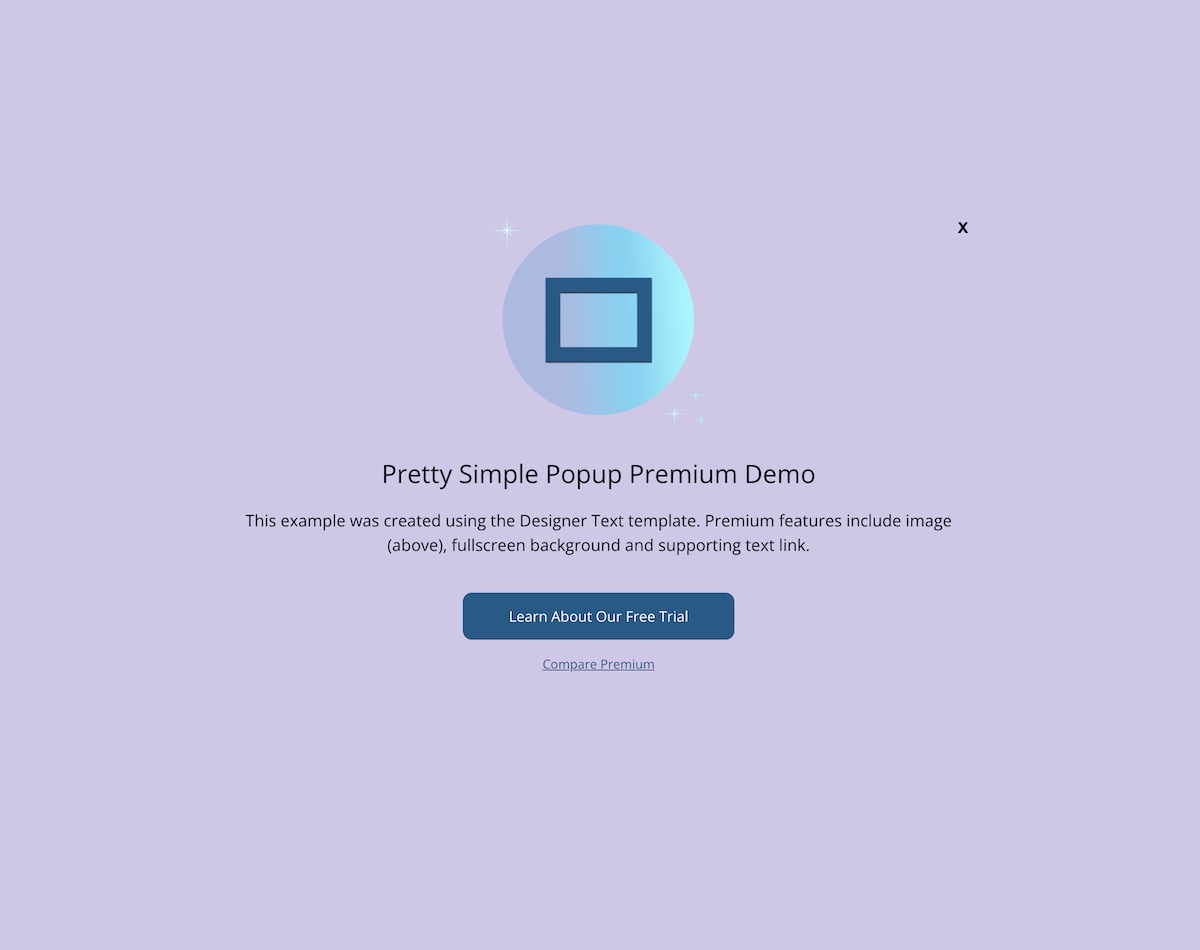 X
Pretty Simple Popup Premium Demo
This example was created using the Designer Text template. Premium features include image
(above), fullscreen background and supporting text link.
Learn About Our Free Trial
Compare Premium